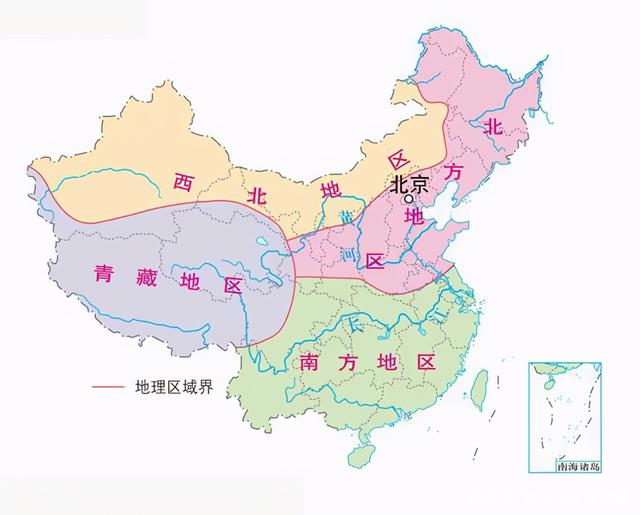 西北地区
北方地区
北京
黄河
青藏地区
长江
南方地区
地理区域界
南海诸岛